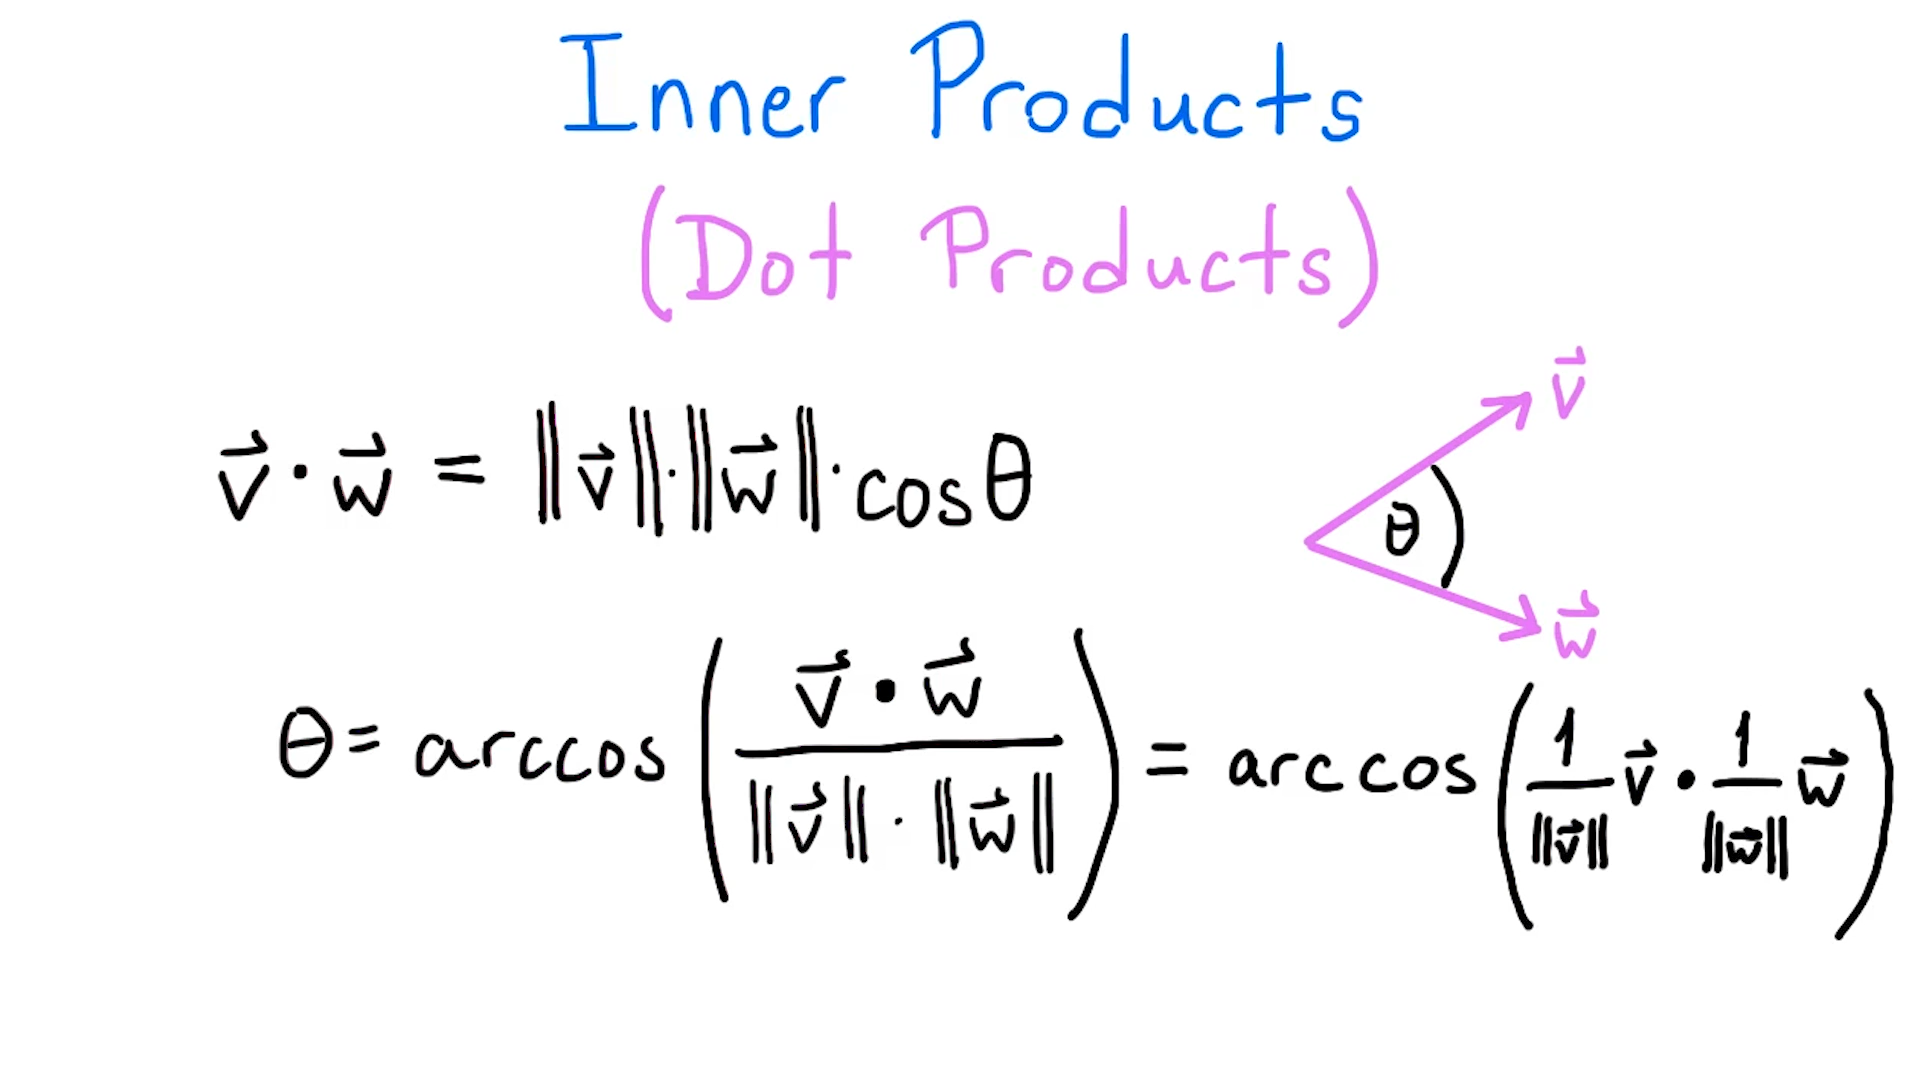 Inner Products
(Dot Products)
v⃗ · w⃗ = ‖v⃗‖·‖w⃗‖·cosθ
v⃗
θ
w⃗
θ = arccos( v⃗ · w⃗ / ‖v⃗‖ · ‖w⃗‖ ) = arccos( 1/‖v⃗‖ v⃗ · 1/‖w⃗‖ w⃗ )